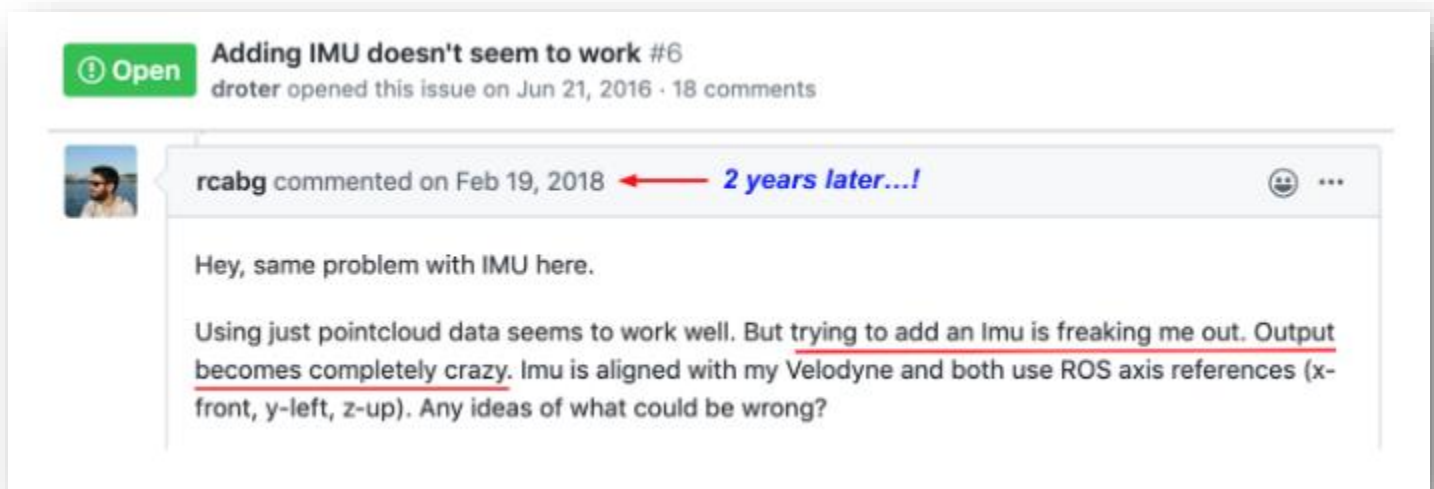 Open
Adding IMU doesn't seem to work #6
droter opened this issue on Jun 21, 2016 · 18 comments
rcabg commented on Feb 19, 2018 2 years later...!
Hey, same problem with IMU here.
Using just pointcloud data seems to work well. But trying to add an Imu is freaking me out. Output
becomes completely crazy. Imu is aligned with my Velodyne and both use ROS axis references (x-
front, y-left, z-up). Any ideas of what could be wrong?